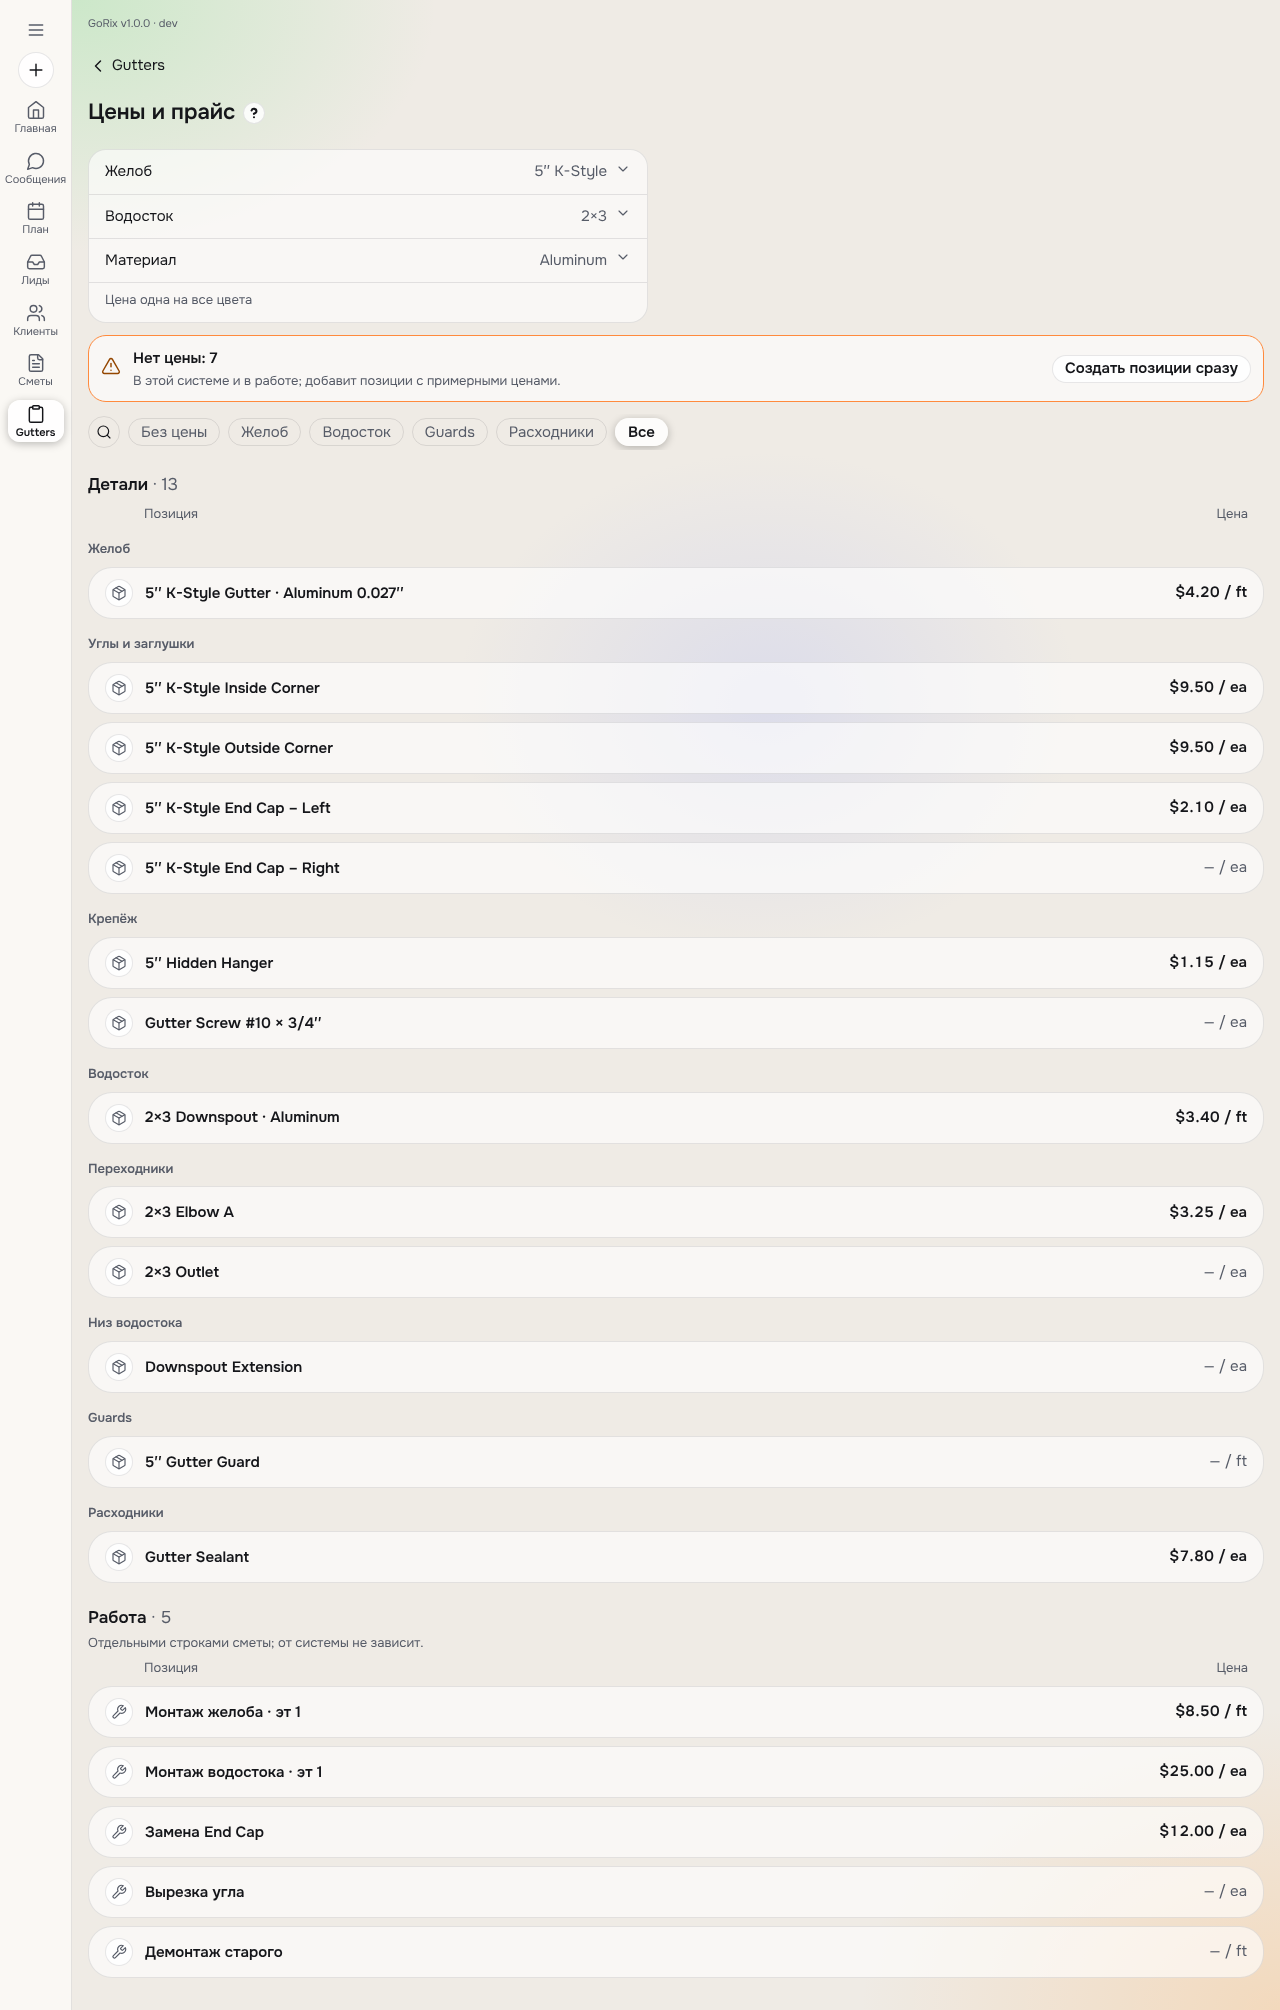 GoRix v1.0.0 · dev
Gutters
Цены и прайс ?
Главная
Сообщения
План
Лиды
Клиенты
Сметы
Gutters
Желоб 5″ K-Style
Водосток 2×3
Материал Aluminum
Цена одна на все цвета
Нет цены: 7
В этой системе и в работе; добавит позиции с примерными ценами.
Создать позиции сразу
Без цены Желоб Водосток Guards Расходники Все
Детали · 13
Позиция Цена
Желоб
5″ K-Style Gutter · Aluminum 0.027″ $4.20 / ft
Углы и заглушки
5″ K-Style Inside Corner $9.50 / ea
5″ K-Style Outside Corner $9.50 / ea
5″ K-Style End Cap – Left $2.10 / ea
5″ K-Style End Cap – Right — / ea
Крепёж
5″ Hidden Hanger $1.15 / ea
Gutter Screw #10 × 3/4″ — / ea
Водосток
2×3 Downspout · Aluminum $3.40 / ft
Переходники
2×3 Elbow A $3.25 / ea
2×3 Outlet — / ea
Низ водостока
Downspout Extension — / ea
Guards
5″ Gutter Guard — / ft
Расходники
Gutter Sealant $7.80 / ea
Работа · 5
Отдельными строками сметы; от системы не зависит.
Позиция Цена
Монтаж желоба · эт 1 $8.50 / ft
Монтаж водостока · эт 1 $25.00 / ea
Замена End Cap $12.00 / ea
Вырезка угла — / ea
Демонтаж старого — / ft